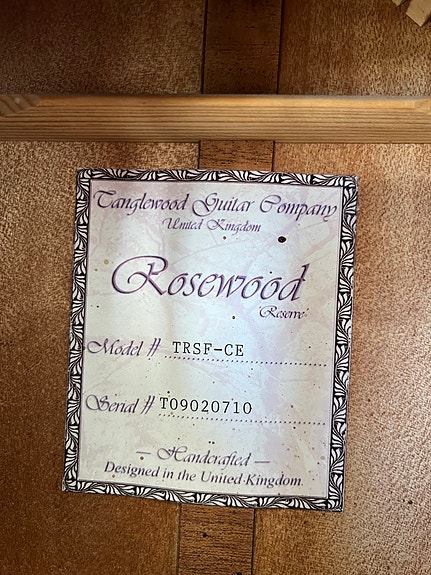 Tanglewood Guitar Company
United Kingdom
Rosewood
'Reserve'
Model # TRSF-CE
Serial # T09020710
— Handcrafted —
Designed in the United Kingdom